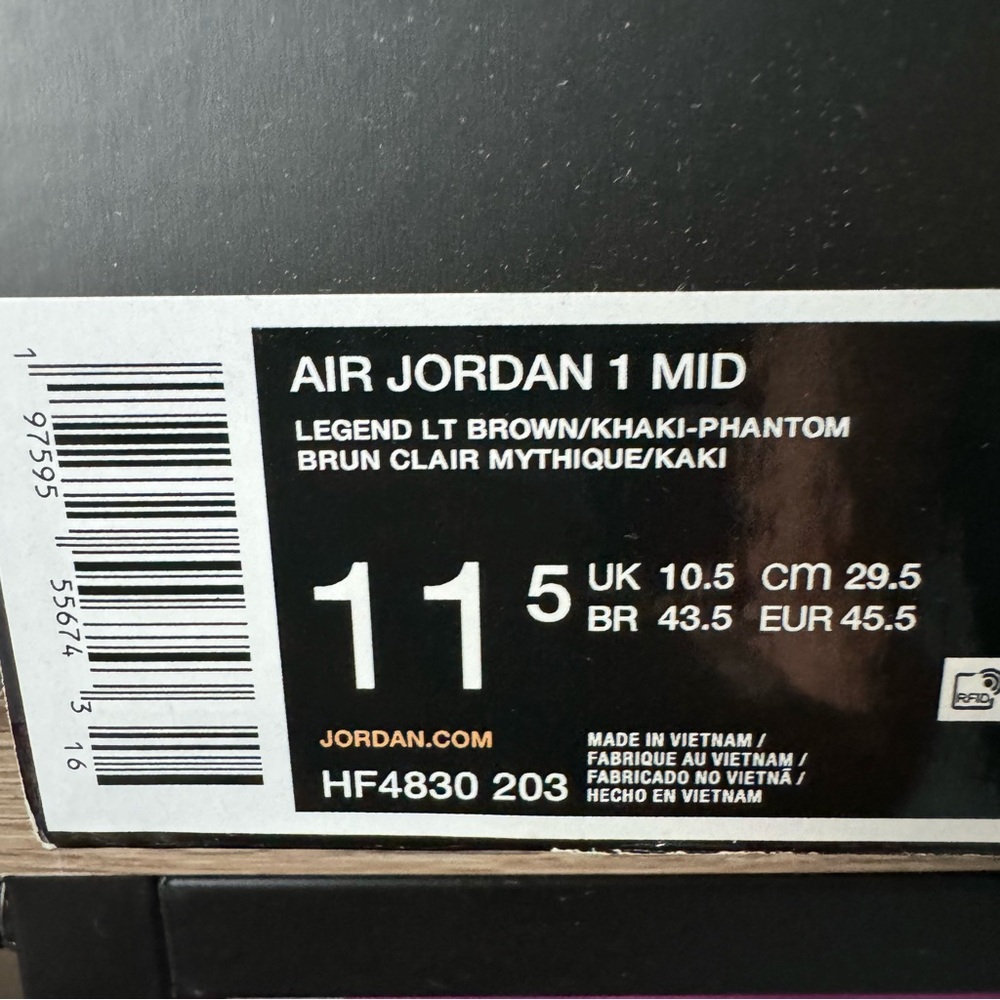 AIR JORDAN 1 MID
LEGEND LT BROWN/KHAKI-PHANTOM
BRUN CLAIR MYTHIQUE/KAKI
11 5
UK 10.5 CM 29.5
BR 43.5 EUR 45.5
RFID
JORDAN.COM
HF4830 203
MADE IN VIETNAM /
FABRIQUE AU VIETNAM /
FABRICADO NO VIETNÃ /
HECHO EN VIETNAM
1 97595 55674 3 16